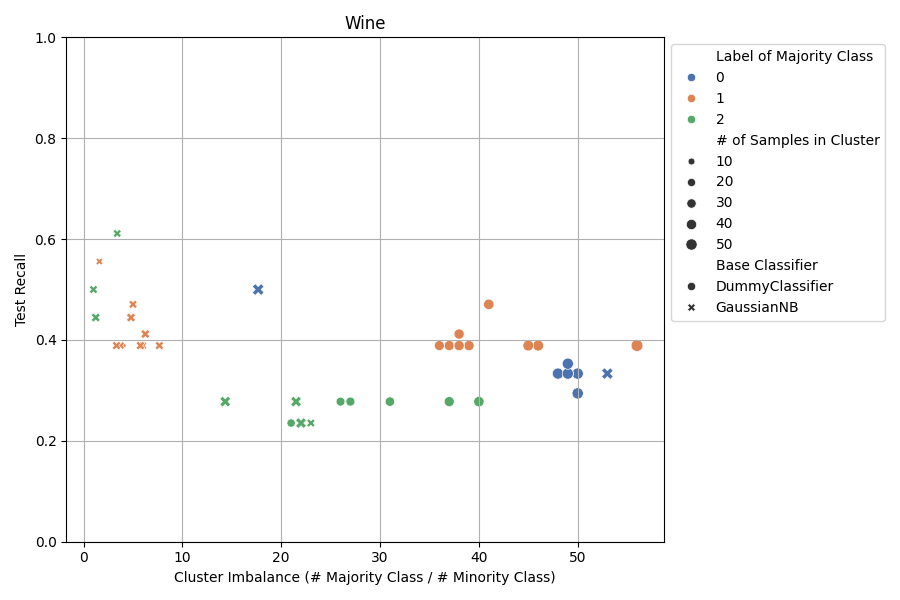 Wine
1.0
0.8
0.6
0.4
0.2
0.0
Test Recall
0 10 20 30 40 50
Cluster Imbalance (# Majority Class / # Minority Class)
Label of Majority Class
0
1
2
# of Samples in Cluster
10
20
30
40
50
Base Classifier
DummyClassifier
GaussianNB